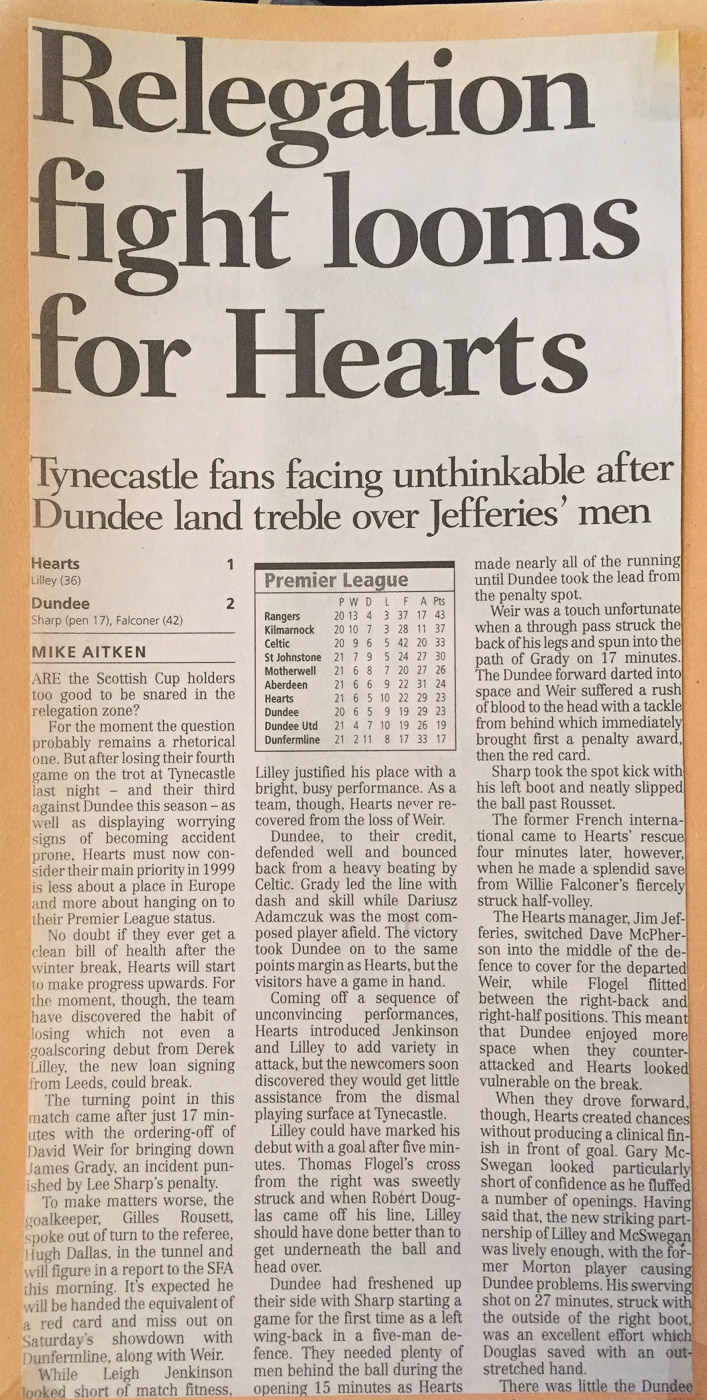 Relegation
fight looms
for Hearts
Tynecastle fans facing unthinkable after
Dundee land treble over Jefferies' men
Hearts 1
Lilley (36)
Dundee 2
Sharp (pen 17), Falconer (42)
MIKE AITKEN
ARE the Scottish Cup holders
too good to be snared in the
relegation zone?
For the moment the question
probably remains a rhetorical
one. But after losing their fourth
game on the trot at Tynecastle
last night – and their third
against Dundee this season – as
well as displaying worrying
signs of becoming accident
prone, Hearts must now con-
sider their main priority in 1999
is less about a place in Europe
and more about hanging on to
their Premier League status.
No doubt if they ever get a
clean bill of health after the
winter break, Hearts will start
to make progress upwards. For
the moment, though, the team
have discovered the habit of
losing which not even a
goalscoring debut from Derek
Lilley, the new loan signing
from Leeds, could break.
The turning point in this
match came after just 17 min-
utes with the ordering-off of
David Weir for bringing down
James Grady, an incident pun-
ished by Lee Sharp's penalty.
To make matters worse, the
goalkeeper, Gilles Rousett,
spoke out of turn to the referee,
Hugh Dallas, in the tunnel and
will figure in a report to the SFA
this morning. It's expected he
will be handed the equivalent of
a red card and miss out on
Saturday's showdown with
Dunfermline, along with Weir.
While Leigh Jenkinson
looked short of match fitness,
Premier League
P W D L F A Pts
Rangers 20 13 4 3 37 17 43
Kilmarnock 20 10 7 3 28 11 37
Celtic 20 9 6 5 42 20 33
St Johnstone 21 7 9 5 24 27 30
Motherwell 21 6 8 7 20 27 26
Aberdeen 21 6 6 9 22 31 24
Hearts 21 6 5 10 22 29 23
Dundee 20 6 5 9 19 29 23
Dundee Utd 21 4 7 10 19 26 19
Dunfermline 21 2 11 8 17 33 17
Lilley justified his place with a
bright, busy performance. As a
team, though, Hearts never re-
covered from the loss of Weir.
Dundee, to their credit,
defended well and bounced
back from a heavy beating by
Celtic. Grady led the line with
dash and skill while Dariusz
Adamczuk was the most com-
posed player afield. The victory
took Dundee on to the same
points margin as Hearts, but the
visitors have a game in hand.
Coming off a sequence of
unconvincing performances,
Hearts introduced Jenkinson
and Lilley to add variety in
attack, but the newcomers soon
discovered they would get little
assistance from the dismal
playing surface at Tynecastle.
Lilley could have marked his
debut with a goal after five min-
utes. Thomas Flogel's cross
from the right was sweetly
struck and when Robert Doug-
las came off his line, Lilley
should have done better than to
get underneath the ball and
head over.
Dundee had freshened up
their side with Sharp starting a
game for the first time as a left
wing-back in a five-man de-
fence. They needed plenty of
men behind the ball during the
opening 15 minutes as Hearts
made nearly all of the running
until Dundee took the lead from
the penalty spot.
Weir was a touch unfortunate
when a through pass struck the
back of his legs and spun into the
path of Grady on 17 minutes.
The Dundee forward darted into
space and Weir suffered a rush
of blood to the head with a tackle
from behind which immediately
brought first a penalty award,
then the red card.
Sharp took the spot kick with
his left boot and neatly slipped
the ball past Rousset.
The former French interna-
tional came to Hearts' rescue
four minutes later, however,
when he made a splendid save
from Willie Falconer's fiercely
struck half-volley.
The Hearts manager, Jim Jef-
feries, switched Dave McPher-
son into the middle of the de-
fence to cover for the departed
Weir, while Flogel flitted
between the right-back and
right-half positions. This meant
that Dundee enjoyed more
space when they counter-
attacked and Hearts looked
vulnerable on the break.
When they drove forward,
though, Hearts created chances
without producing a clinical fin-
ish in front of goal. Gary Mc-
Swegan looked particularly
short of confidence as he fluffed
a number of openings. Having
said that, the new striking part-
nership of Lilley and McSwegan
was lively enough, with the for-
mer Morton player causing
Dundee problems. His swerving
shot on 27 minutes, struck with
the outside of the right boot,
was an excellent effort which
Douglas saved with an out-
stretched hand.
There was little the Dundee